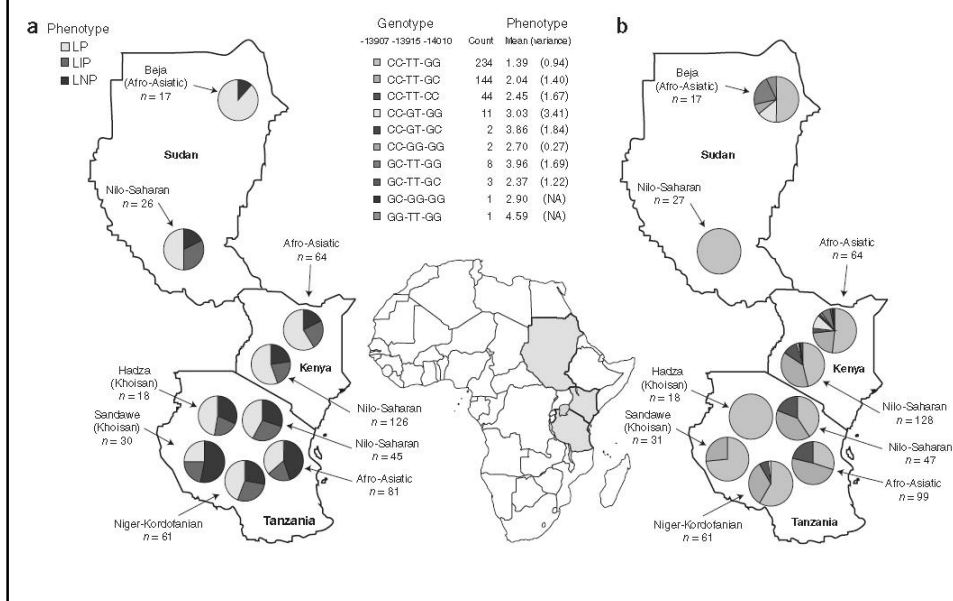 a
Phenotype
LP
LIP
LNP
Beja
(Afro-Asiatic)
n = 17
Sudan
Nilo-Saharan
n = 26
Afro-Asiatic
n = 64
Kenya
Hadza
(Khoisan)
n = 18
Sandawe
(Khoisan)
n = 30
Nilo-Saharan
n = 126
Nilo-Saharan
n = 45
Afro-Asiatic
n = 81
Niger-Kordofanian
n = 61
Tanzania
Genotype Phenotype
-13907 -13915 -14010 Count Mean (variance)
CC-TT-GG 234 1.39 (0.94)
CC-TT-GC 144 2.04 (1.40)
CC-TT-CC 44 2.45 (1.67)
CC-GT-GG 11 3.03 (3.41)
CC-GT-GC 2 3.86 (1.84)
CC-GG-GG 2 2.70 (0.27)
GC-TT-GG 8 3.96 (1.69)
GC-TT-GC 3 2.37 (1.22)
GC-GG-GG 1 2.90 (NA)
GG-TT-GG 1 4.59 (NA)
b
Beja
(Afro-Asiatic)
n = 17
Sudan
Nilo-Saharan
n = 27
Afro-Asiatic
n = 64
Kenya
Hadza
(Khoisan)
n = 18
Sandawe
(Khoisan)
n = 31
Nilo-Saharan
n = 128
Nilo-Saharan
n = 47
Afro-Asiatic
n = 99
Niger-Kordofanian
n = 61
Tanzania